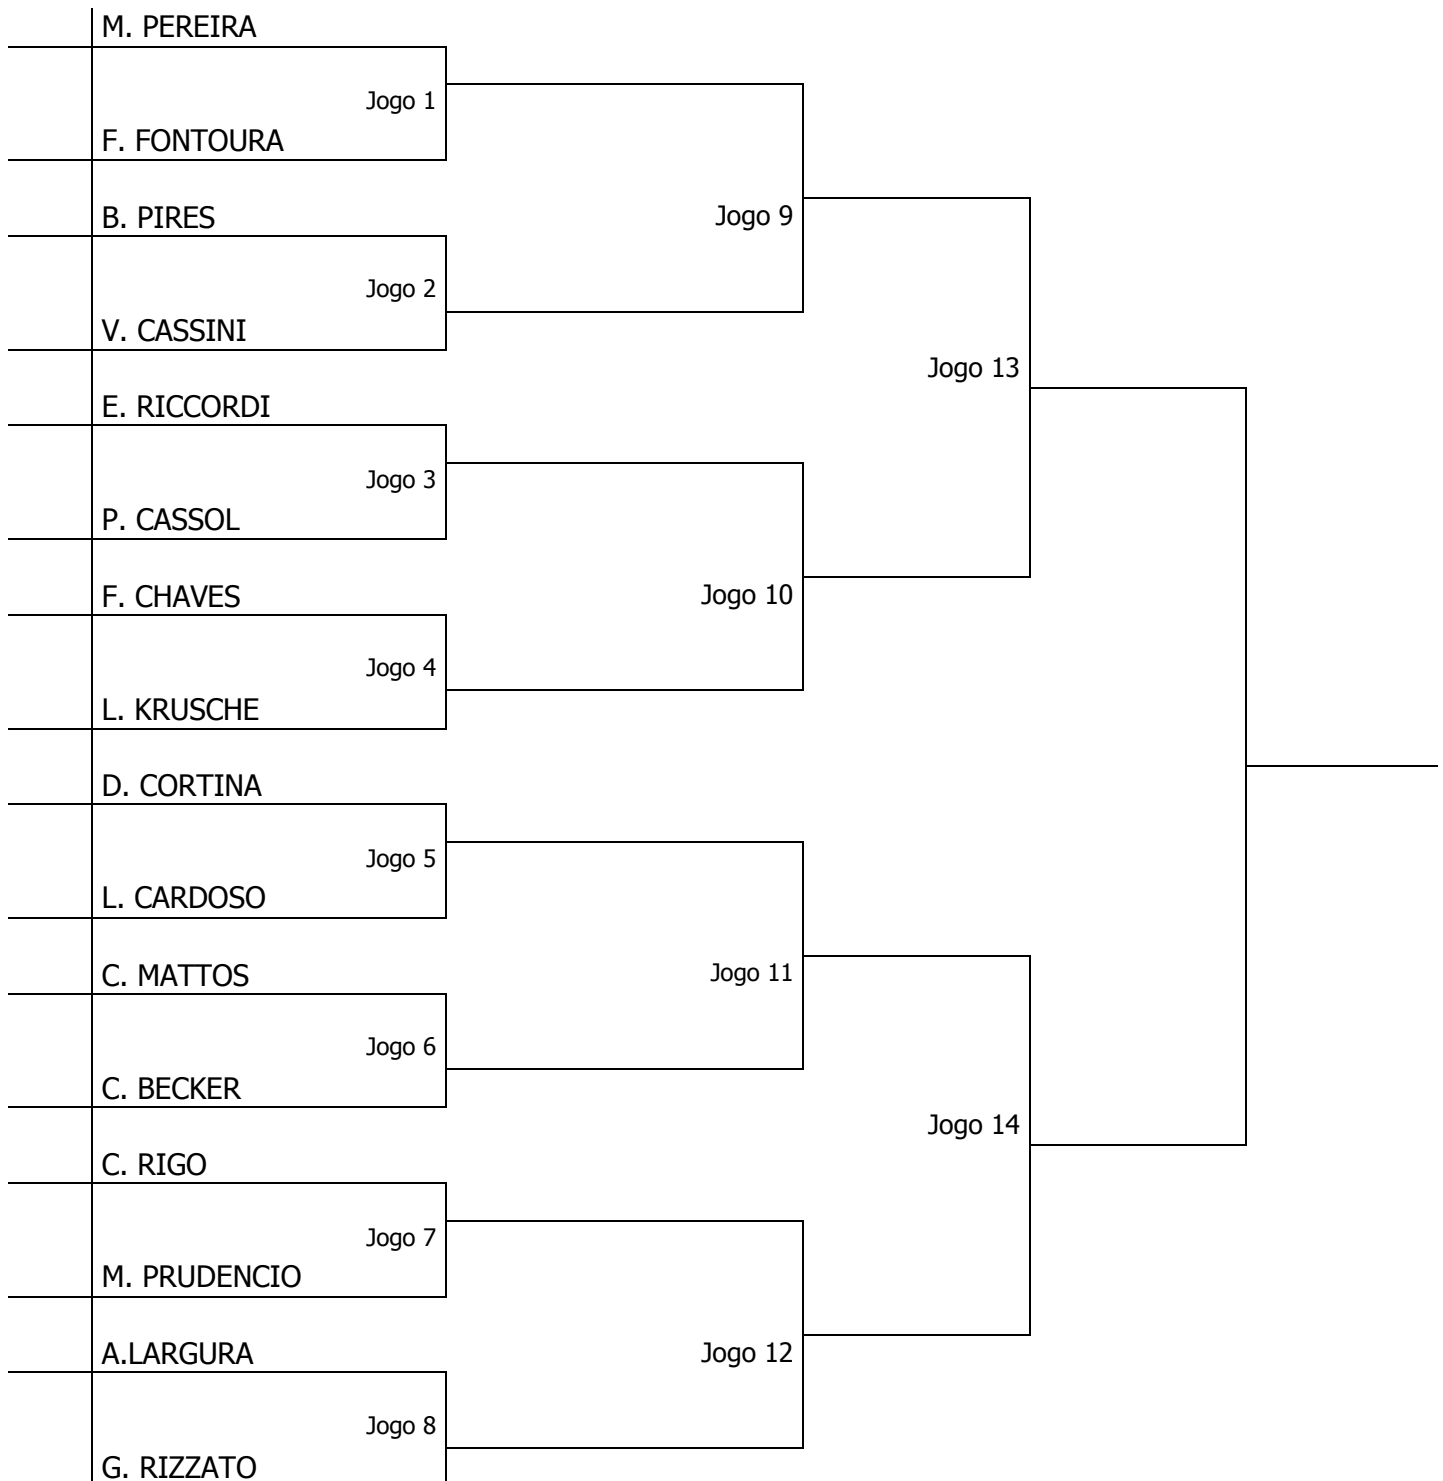 M. PEREIRA
Jogo 1
F. FONTOURA
B. PIRES
Jogo 9
Jogo 2
V. CASSINI
Jogo 13
E. RICCORDI
Jogo 3
P. CASSOL
F. CHAVES
Jogo 10
Jogo 4
L. KRUSCHE
D. CORTINA
Jogo 5
L. CARDOSO
C. MATTOS
Jogo 11
Jogo 6
C. BECKER
Jogo 14
C. RIGO
Jogo 7
M. PRUDENCIO
A.LARGURA
Jogo 12
Jogo 8
G. RIZZATO